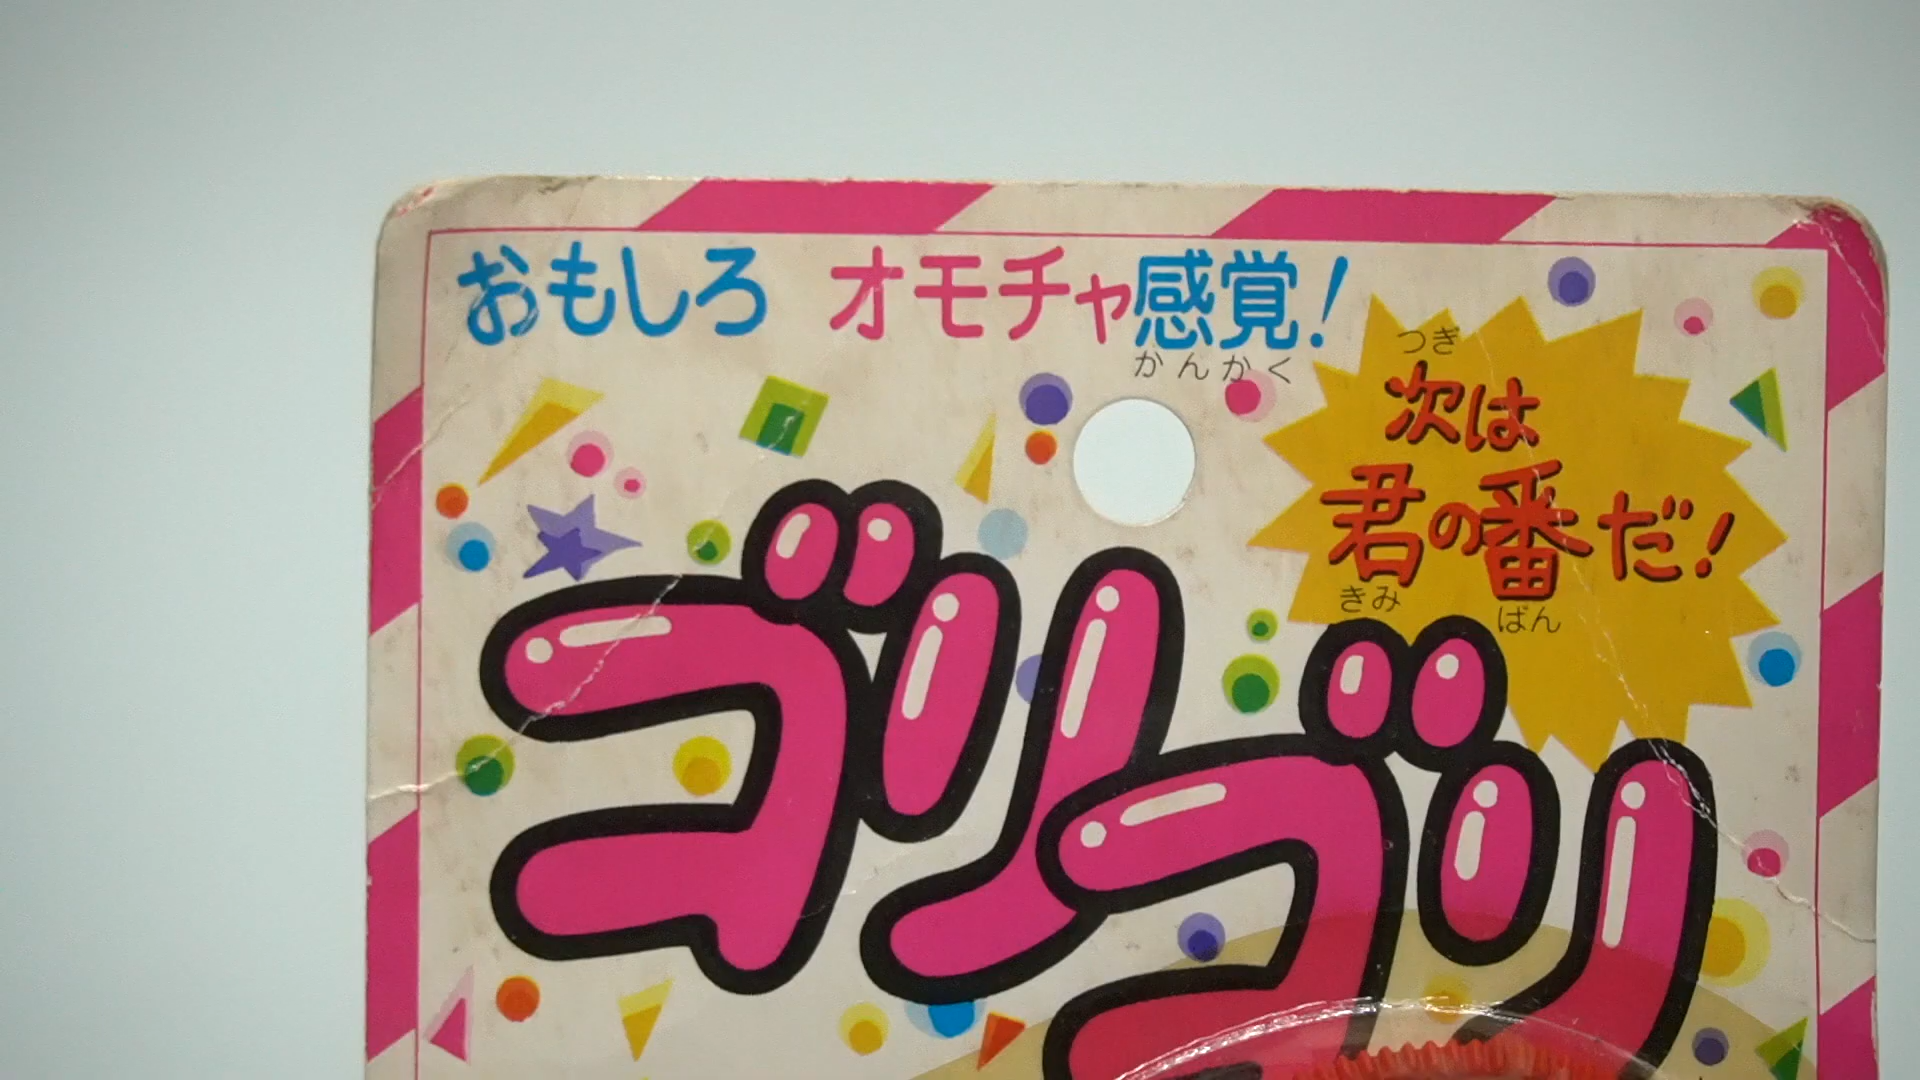 おもしろ オモチャ感覚!
かんかく
つぎ
次は
君の番だ!
きみ ばん
ゴリゴリ